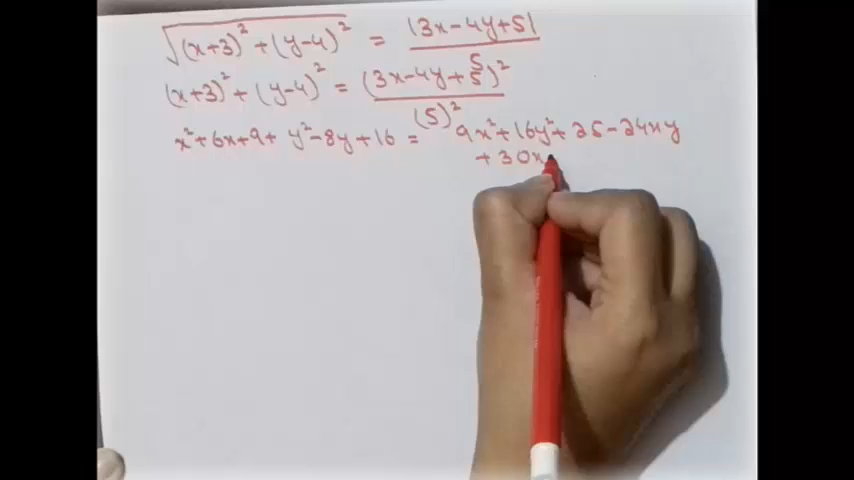 √(x+3)² + (y-4)² = |3x-4y+5| / 5
(x+3)² + (y-4)² = (3x-4y+5)² / (5)²
x²+6x+9+ y²-8y+16 = 9x²+16y²+25-24xy
+30x